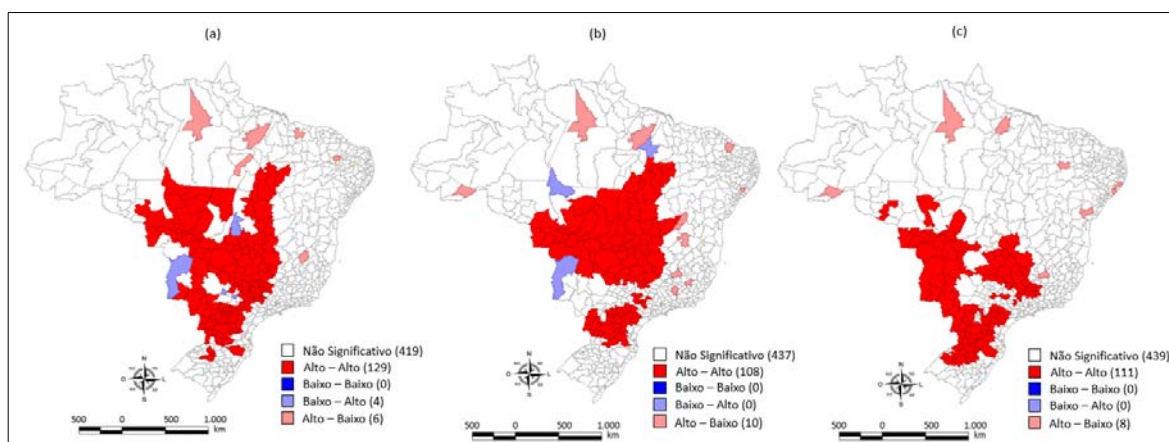 (a)
(b)
(c)
Não Significativo (419)
Alto – Alto (129)
Baixo – Baixo (0)
Baixo – Alto (4)
Alto – Baixo (6)
N
O L
S
500 0 500 1.000
km
Não Significativo (437)
Alto – Alto (108)
Baixo – Baixo (0)
Baixo – Alto (0)
Alto – Baixo (10)
N
O L
S
500 0 500 1.000
km
Não Significativo (439)
Alto – Alto (111)
Baixo – Baixo (0)
Baixo – Alto (0)
Alto – Baixo (8)
N
O L
S
500 0 500 1.000
km